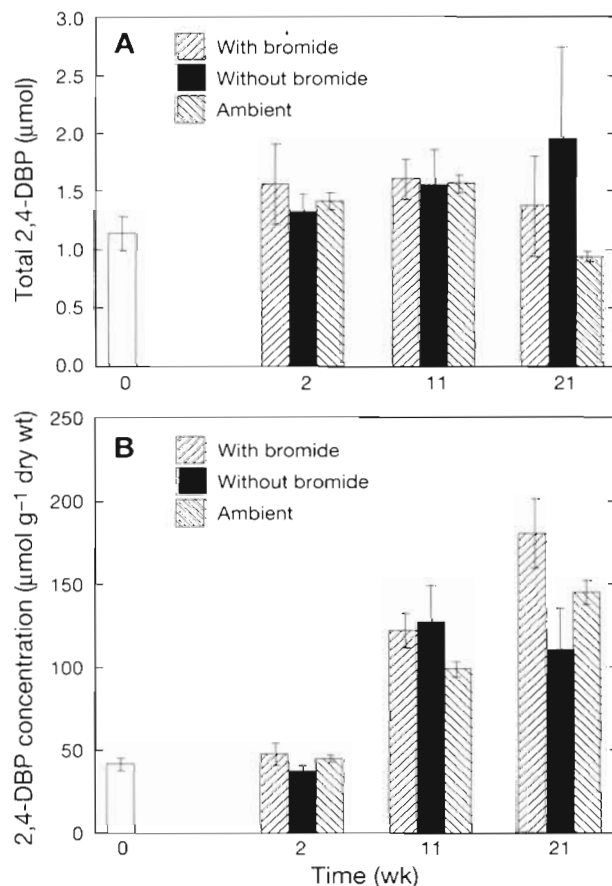 A
With bromide
Without bromide
Ambient
Total 2,4-DBP (μmol)
3.0
2.5
2.0
1.5
1.0
0.5
0.0
0 2 11 21
B
With bromide
Without bromide
Ambient
2,4-DBP concentration (μmol g⁻¹ dry wt)
250
200
150
100
50
0
0 2 11 21
Time (wk)